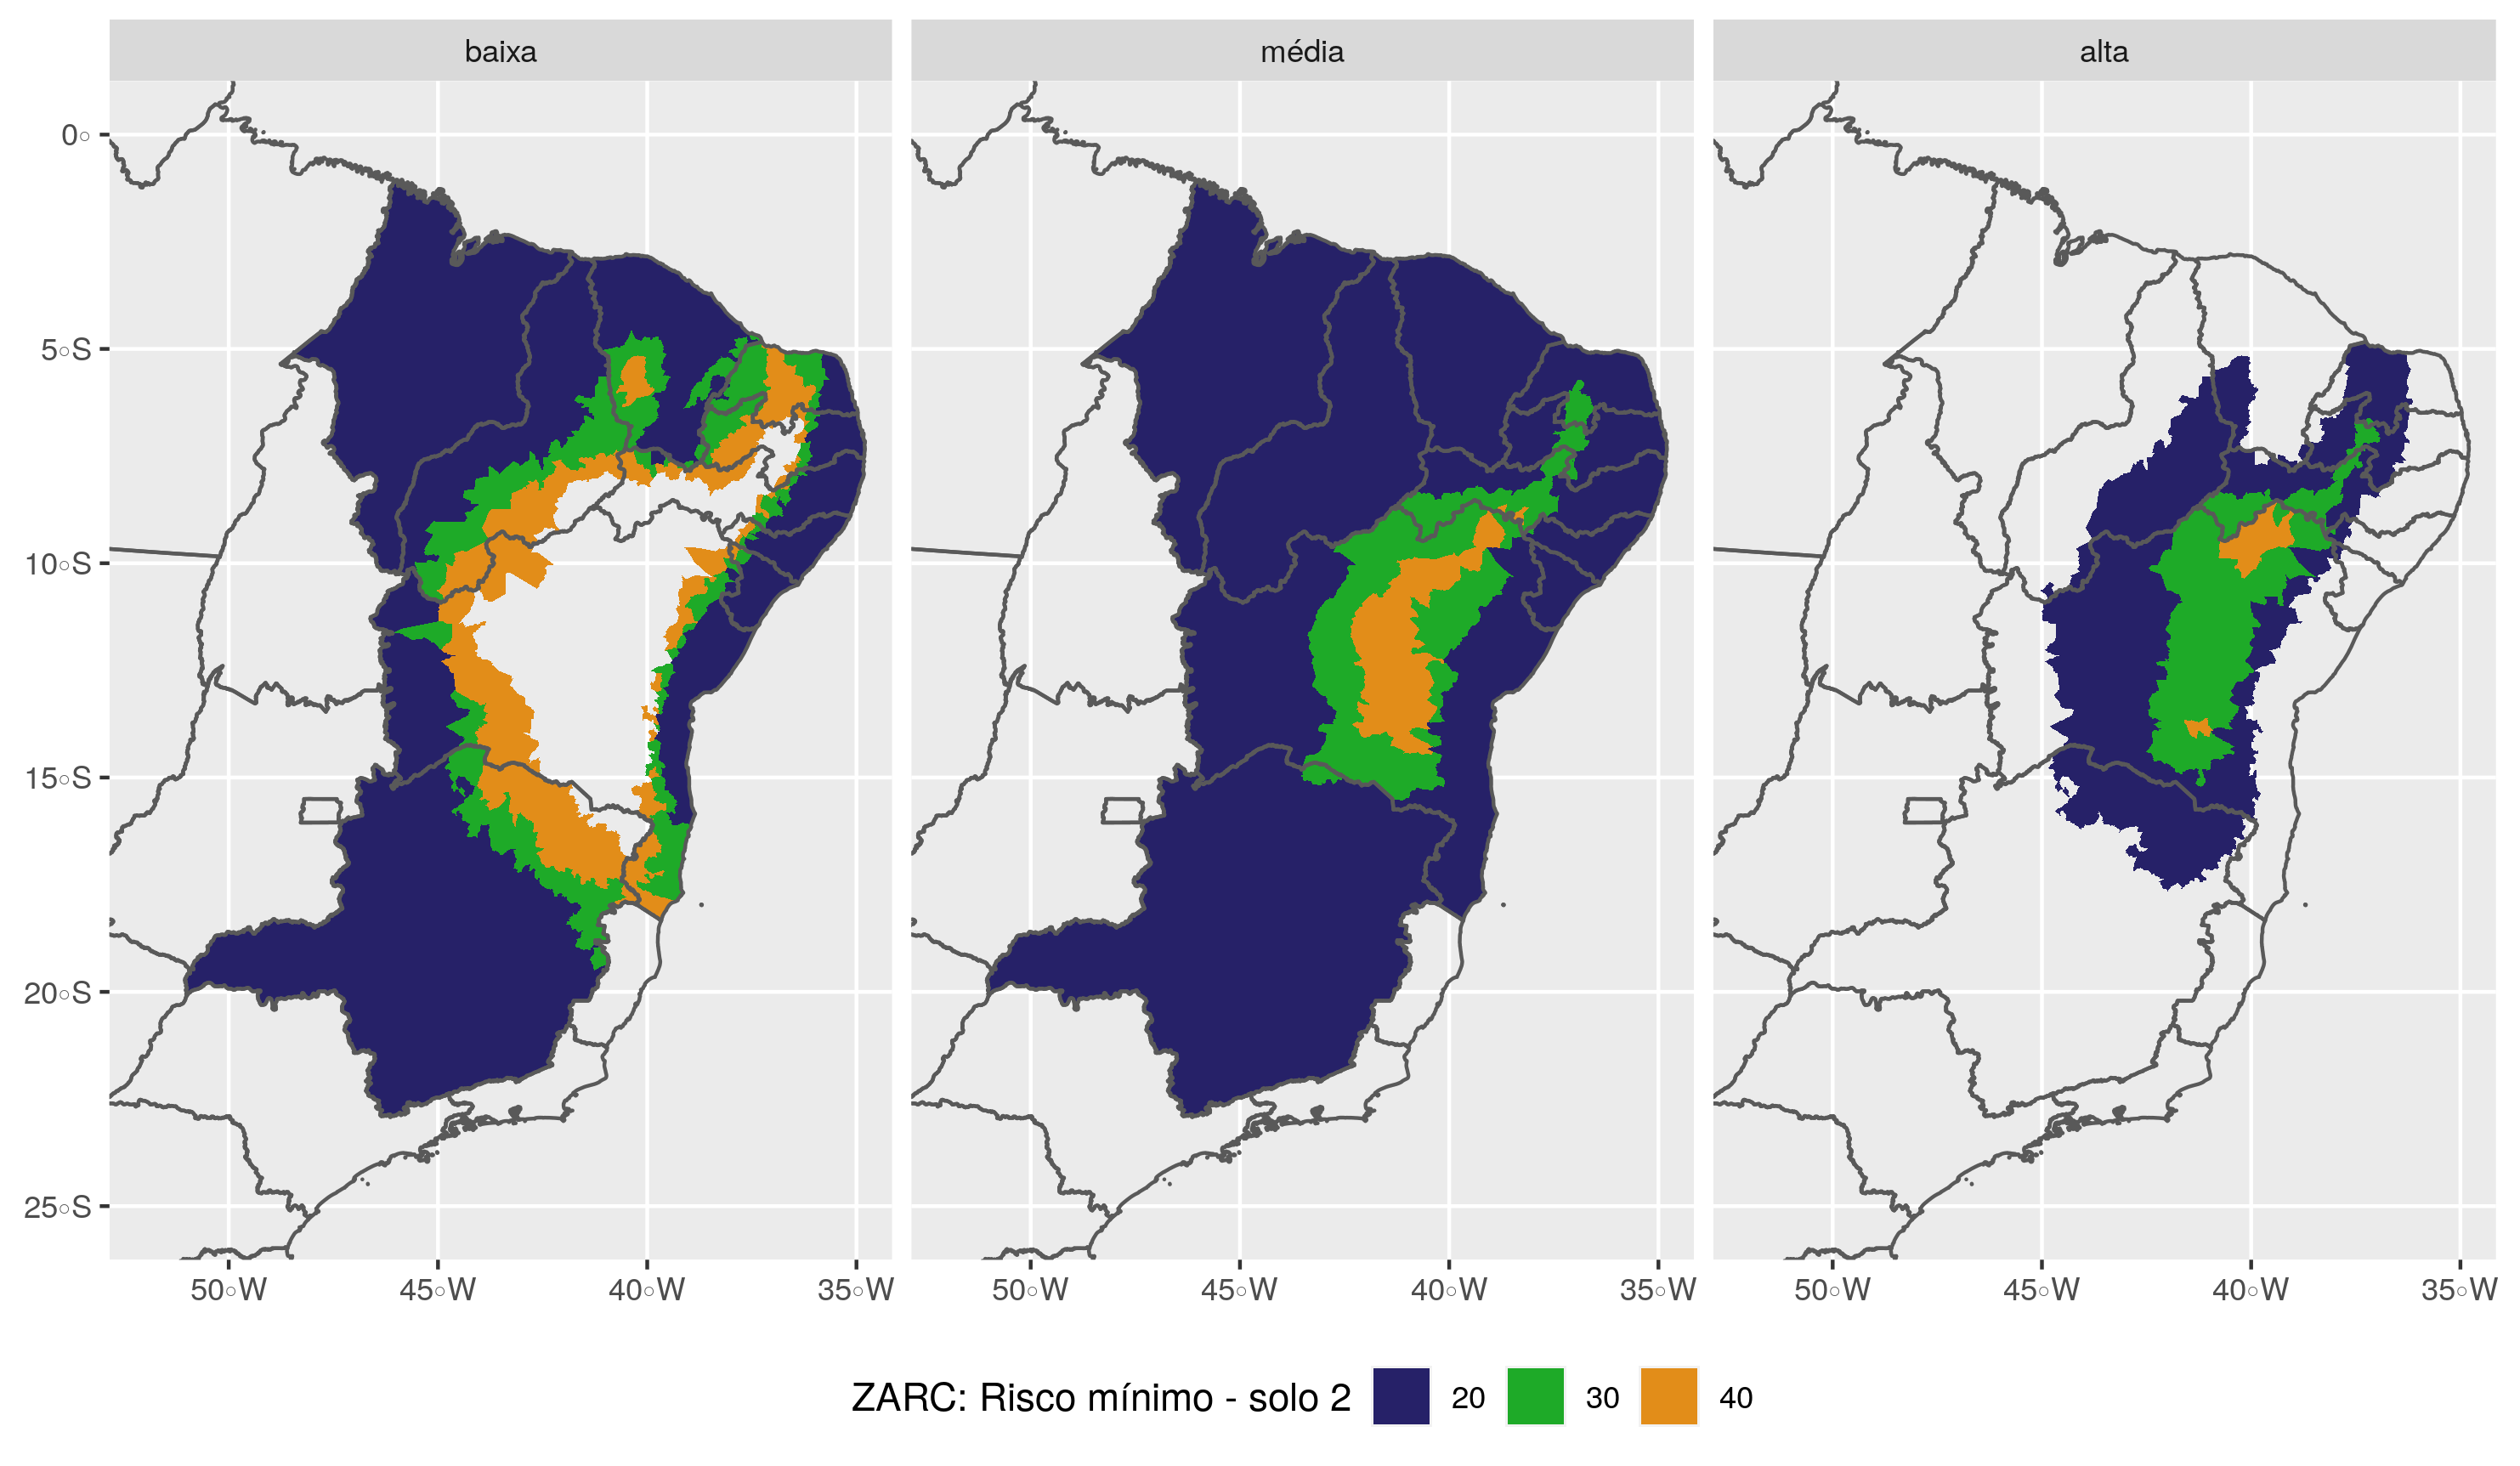 baixa média alta
0◦
5◦S
10◦S
15◦S
20◦S
25◦S
50◦W 45◦W 40◦W 35◦W 50◦W 45◦W 40◦W 35◦W 50◦W 45◦W 40◦W 35◦W
ZARC: Risco mínimo - solo 2 20 30 40